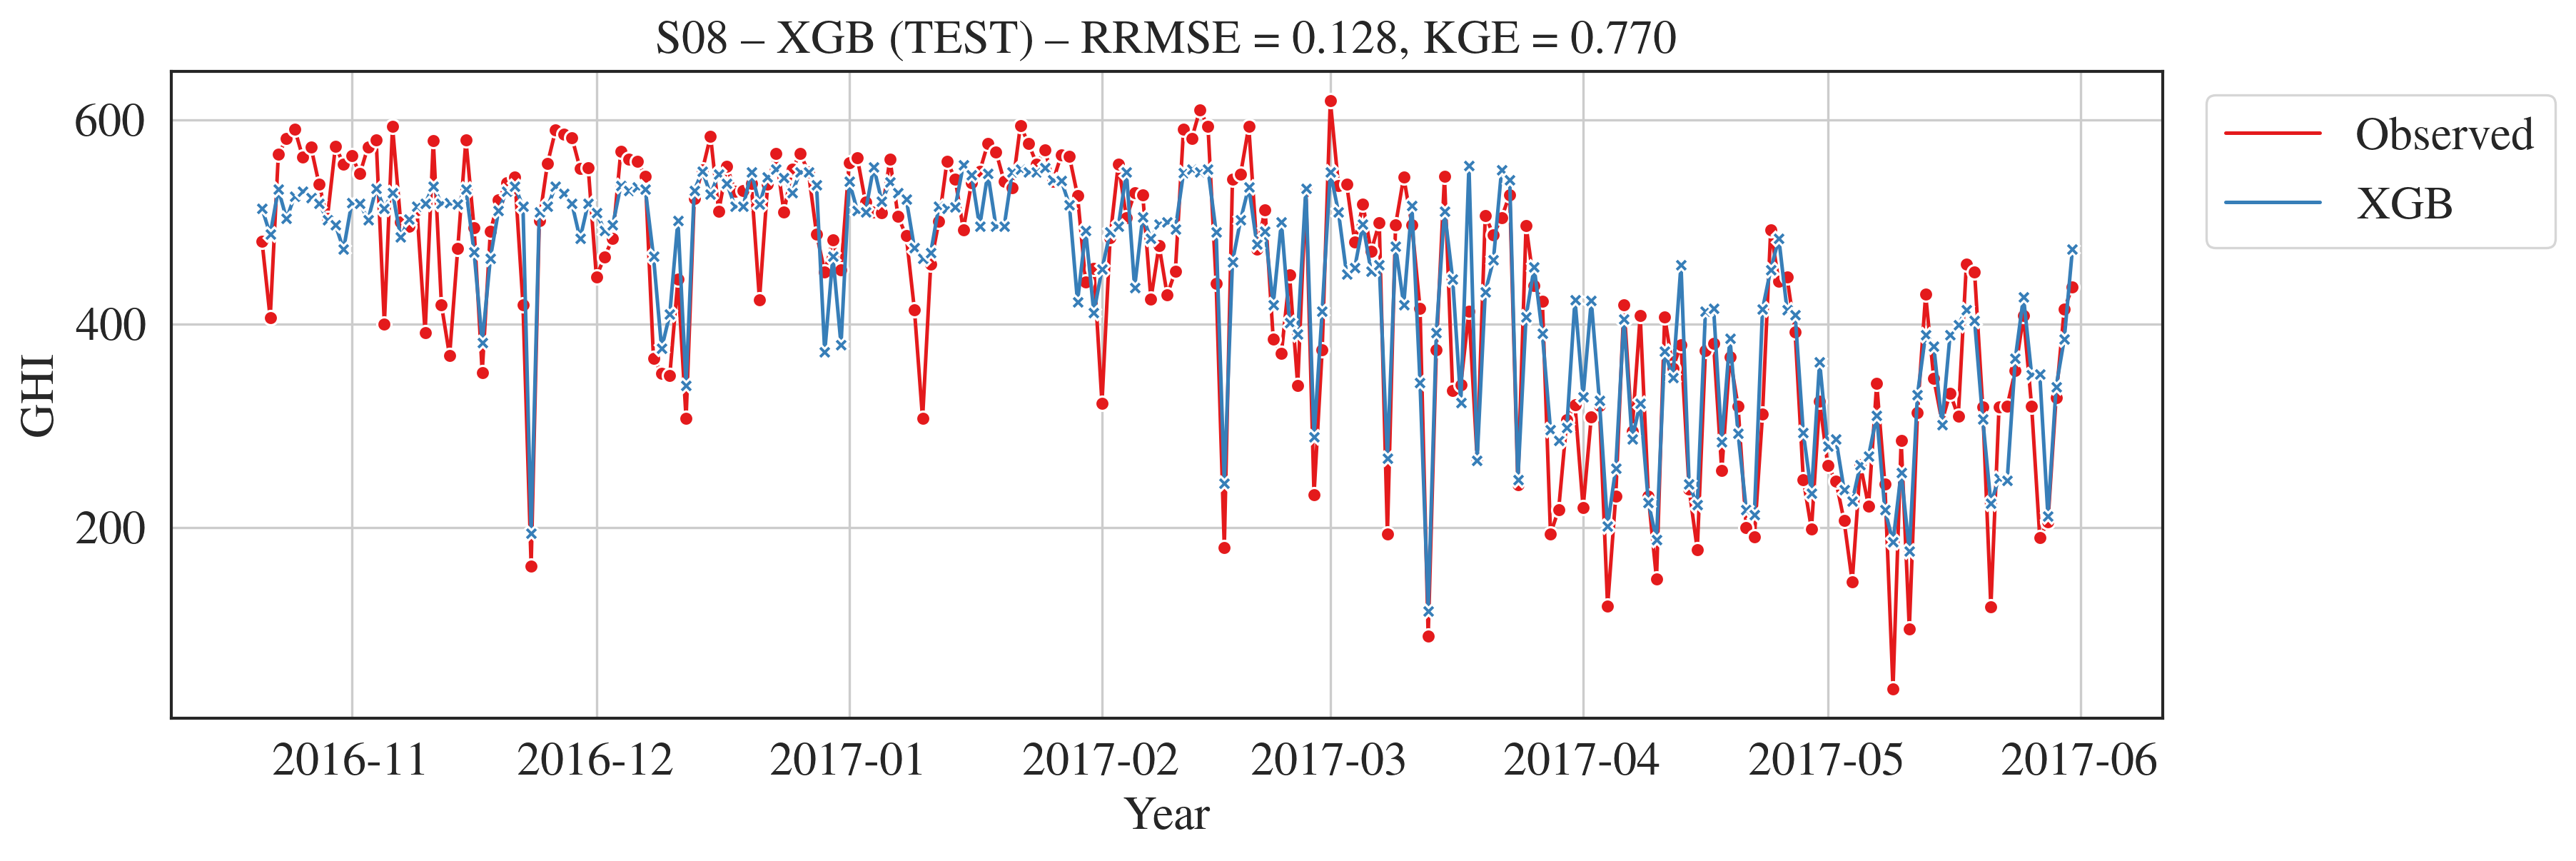 S08 – XGB (TEST) – RRMSE = 0.128, KGE = 0.770
600
400
200
GHI
2016-11 2016-12 2017-01 2017-02 2017-03 2017-04 2017-05 2017-06
Year
Observed
XGB